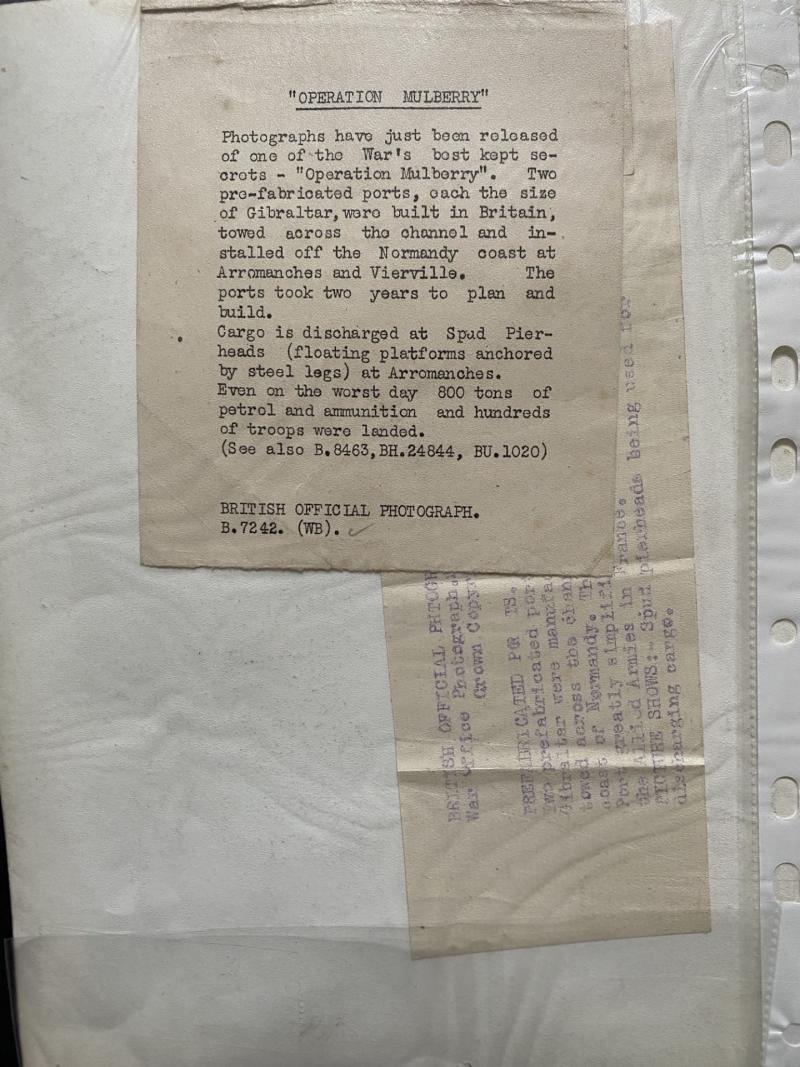 "OPERATION MULBERRY"
Photographs have just been released
of one of the War's best kept se-
crets - "Operation Mulberry". Two
pre-fabricated ports, each the size
of Gibraltar, were built in Britain,
towed across the channel and in-
stalled off the Normandy coast at
Arromanches and Vierville. The
ports took two years to plan and
build.
Cargo is discharged at Spud Pier-
heads (floating platforms anchored
by steel legs) at Arromanches.
Even on the worst day 800 tons of
petrol and ammunition and hundreds
of troops were landed.
(See also B.8463, BH.24844, BU.1020)
BRITISH OFFICIAL PHOTOGRAPH.
B.7242. (WB).
BRITISH OFFICIAL PHOTOGR
War Office Photograph.
Crown Copy
PREFABRICATED PORTS.
Two prefabricated por
Gibraltar were manufac
towed across the chan
coast of Normandy. Th
Port greatly simplifi
the Allied Armies in France.
PICTURE SHOWS:- Spud pierheads being used for
discharging cargo.